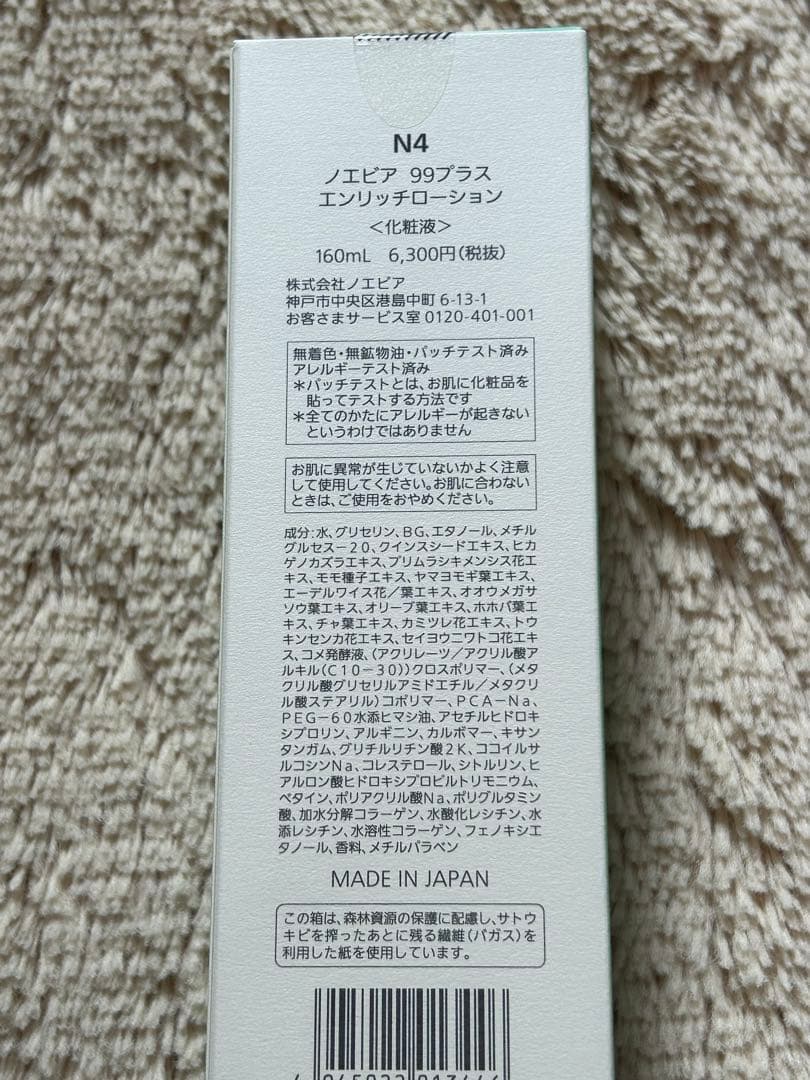 N4
ノエビア 99プラス
エンリッチローション
＜化粧液＞
160mL 6,300円(税抜)
株式会社ノエビア
神戸市中央区港島中町 6-13-1
お客さまサービス室 0120-401-001
無着色・無鉱物油・パッチテスト済み
アレルギーテスト済み
＊パッチテストとは、お肌に化粧品を
貼ってテストする方法です
＊全てのかたにアレルギーが起きない
というわけではありません
お肌に異常が生じていないかよく注意
して使用してください。お肌に合わない
ときは、ご使用をおやめください。
成分：水、グリセリン、BG、エタノール、メチル
グルセス－20、クインスシードエキス、ヒカ
ゲノカズラエキス、プリムラシキメンシス花エ
キス、モモ種子エキス、ヤマヨモギ葉エキス、
エーデルワイス花／葉エキス、オオウメガサ
ソウ葉エキス、オリーブ葉エキス、ホホバ葉エ
キス、チャ葉エキス、カミツレ花エキス、トウ
キンセンカ花エキス、セイヨウニワトコ花エキ
ス、コメ発酵液、(アクリレーツ／アクリル酸ア
ルキル(C10－30))クロスポリマー、(メタ
クリル酸グリセリルアミドエチル／メタクリ
ル酸ステアリル)コポリマー、PCA－Na、
PEG－60水添ヒマシ油、アセチルヒドロキ
シプロリン、アルギニン、カルボマー、キサン
タンガム、グリチルリチン酸2K、ココイルサ
ルコシンNa、コレステロール、シトルリン、ヒ
アルロン酸ヒドロキシプロピルトリモニウム、
ベタイン、ポリアクリル酸Na、ポリグルタミン
酸、加水分解コラーゲン、水酸化レシチン、水
添レシチン、水溶性コラーゲン、フェノキシエ
タノール、香料、メチルパラベン
MADE IN JAPAN
この箱は、森林資源の保護に配慮し、サトウ
キビを搾ったあとに残る繊維（バガス）を
利用した紙を使用しています。